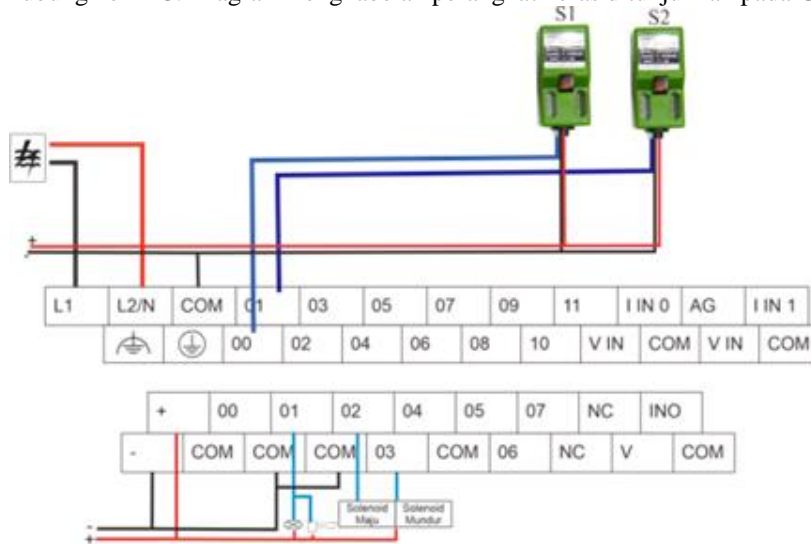 S1 S2
+
-
L1 L2/N COM 01 03 05 07 09 11 I IN 0 AG I IN 1
00 02 04 06 08 10 V IN COM V IN COM
+ 00 01 02 04 05 07 NC INO
- COM COM COM 03 COM 06 NC V COM
Solenoid Maju Solenoid Mundur
-
+